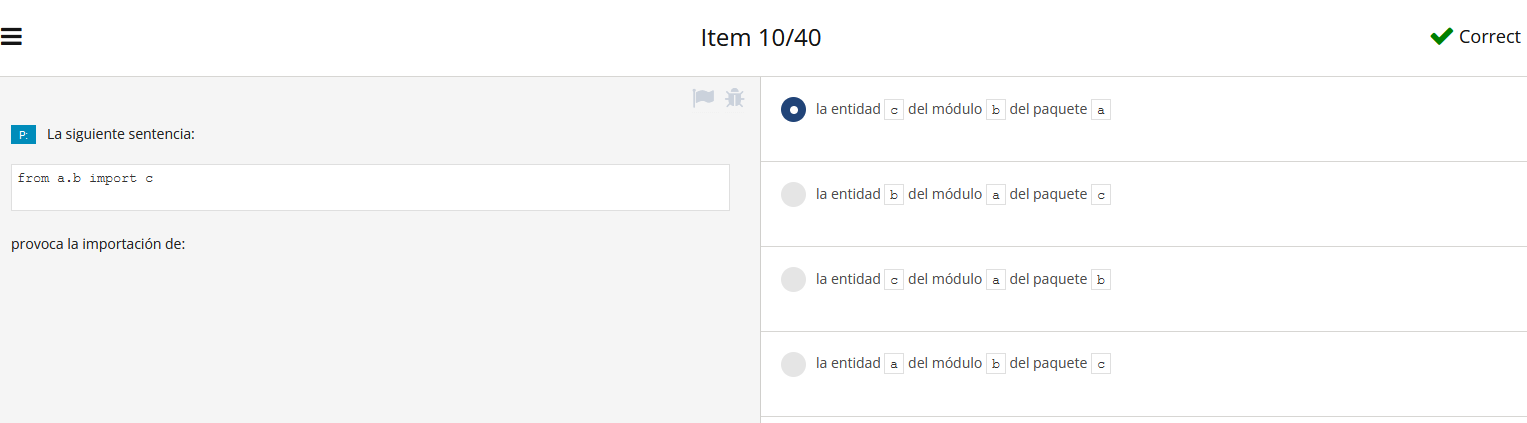 Item 10/40
Correct
P: La siguiente sentencia:
from a.b import c
provoca la importación de:
la entidad c del módulo b del paquete a
la entidad b del módulo a del paquete c
la entidad c del módulo a del paquete b
la entidad a del módulo b del paquete c